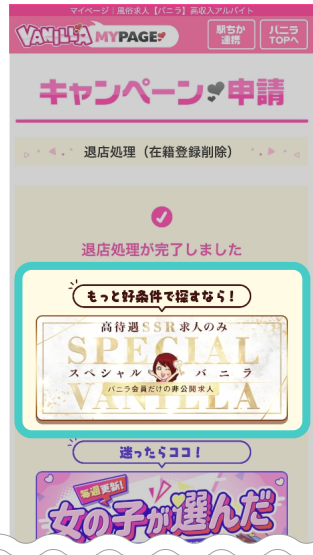 マイページ｜風俗求人【バニラ】高収入アルバイト
VANILLA MYPAGE
駅ちか
連携
バニラ
TOPへ
キャンペーン申請
退店処理（在籍登録削除）
退店処理が完了しました
もっと好条件で探すなら！
高待遇SSR求人のみ
SPECIAL
スペシャル バニラ
バニラ会員だけの非公開求人
VANILLA
迷ったらココ！
毎週更新!
女の子が選んだ